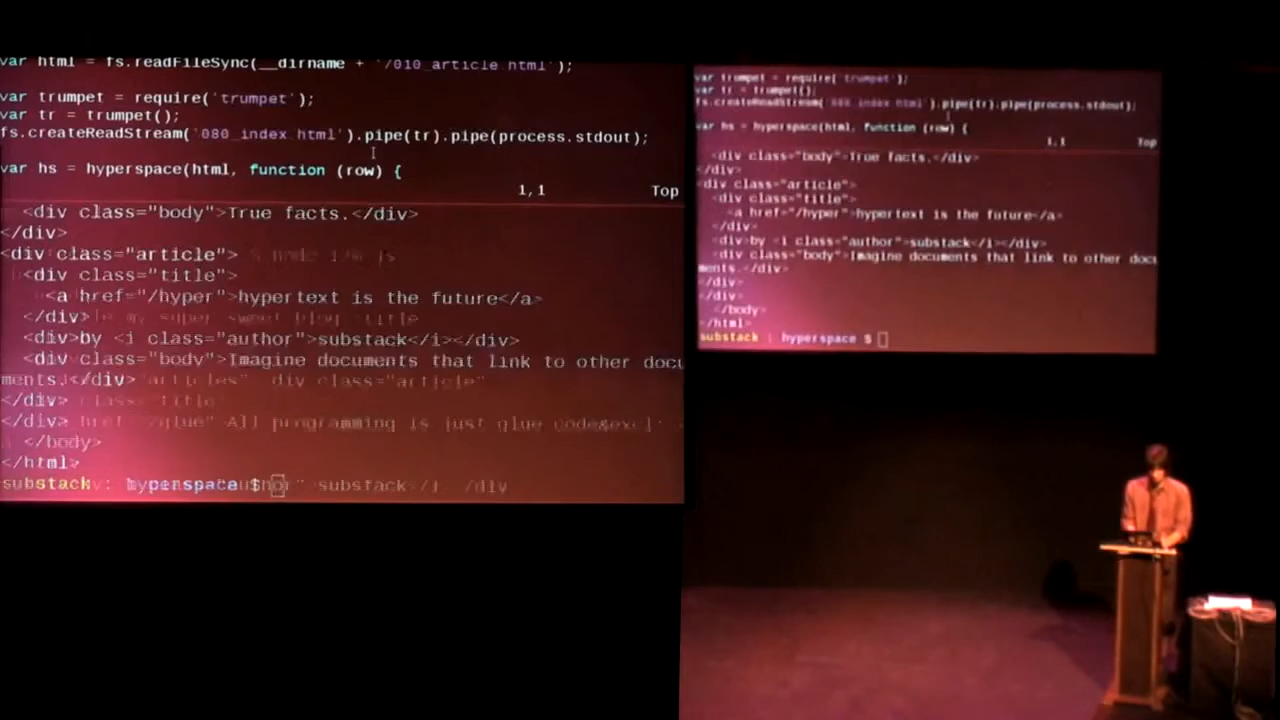 var html = fs.readFileSync(__dirname + '/010_article.html');
var trumpet = require('trumpet');
var tr = trumpet();
fs.createReadStream('080_index.html').pipe(tr).pipe(process.stdout);
var hs = hyperspace(html, function (row) {
1,1 Top
<div class="body">True facts.</div>
</div>
<div class="article">
<div class="title">
<a href="/hyper">hypertext is the future</a>
</div>
<div>by <i class="author">substack</i></div>
<div class="body">Imagine documents that link to other docu
ments.</div>
</div>
</div>
</body>
</html>
substack : hyperspace $
var trumpet = require('trumpet');
var tr = trumpet();
fs.createReadStream('080_index.html').pipe(tr).pipe(process.stdout);
var hs = hyperspace(html, function (row) {
1,1 Top
<div class="body">True facts.</div>
</div>
<div class="article">
<div class="title">
<a href="/hyper">hypertext is the future</a>
</div>
<div>by <i class="author">substack</i></div>
<div class="body">Imagine documents that link to other docu
ments.</div>
</div>
</div>
</body>
</html>
substack : hyperspace $